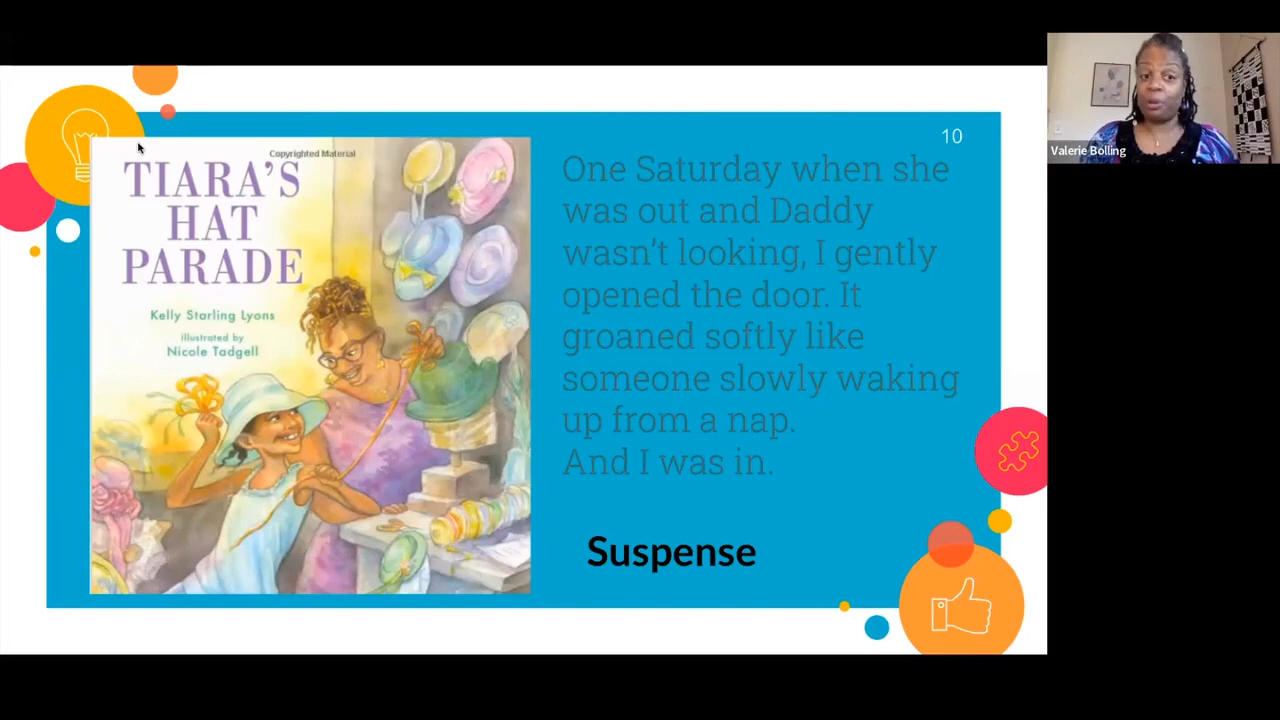 Copyrighted Material
TIARA'S
HAT
PARADE
Kelly Starling Lyons
illustrated by
Nicole Tadgell
10
One Saturday when she
was out and Daddy
wasn't looking, I gently
opened the door. It
groaned softly like
someone slowly waking
up from a nap.
And I was in.
Suspense
Valerie Bolling